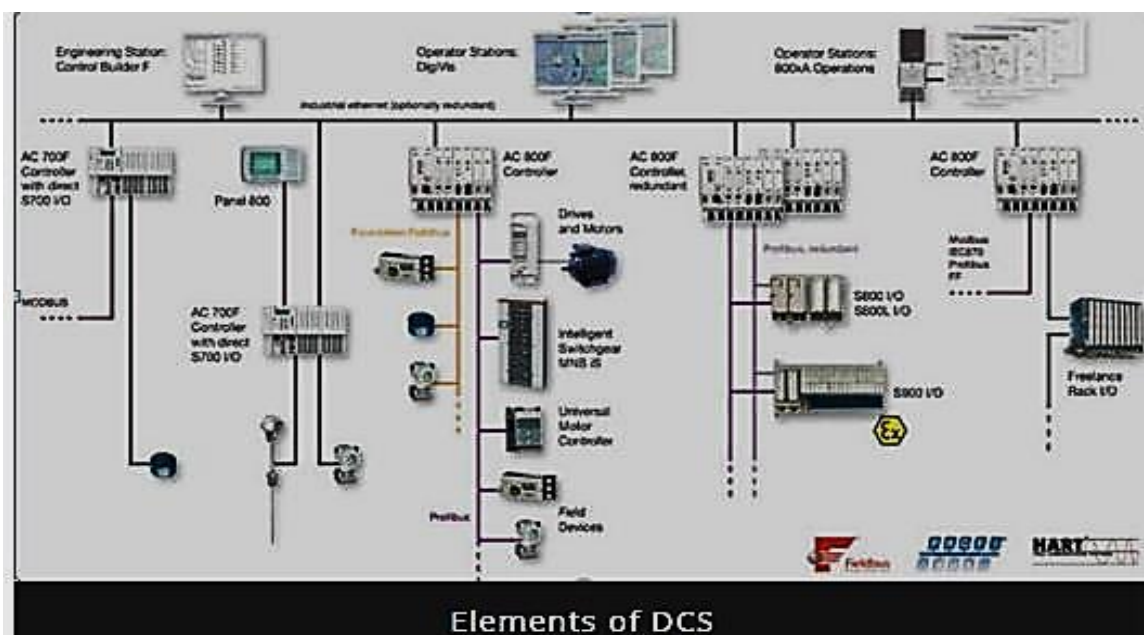 Engineering Station:
Control Builder F
Operator Stations:
DigiVis
Operator Stations:
800xA Operations
Industrial ethernet (optionally redundant)
AC 700F
Controller
with direct
S700 I/O
Panel 800
AC 800F
Controller
AC 800F
Controller,
redundant
AC 800F
Controller
Foundation Fieldbus
Drives
and Motors
Profibus, redundant
Modbus
IEC870
Profibus
FF
MODBUS
AC 700F
Controller
with direct
S700 I/O
Intelligent
Switchgear
MNS iS
S800 I/O
S800L I/O
Freelance
Rack I/O
S900 I/O
Ex
Universal
Motor
Controller
Profibus
Field
Devices
Fieldbus
HART
Elements of DCS